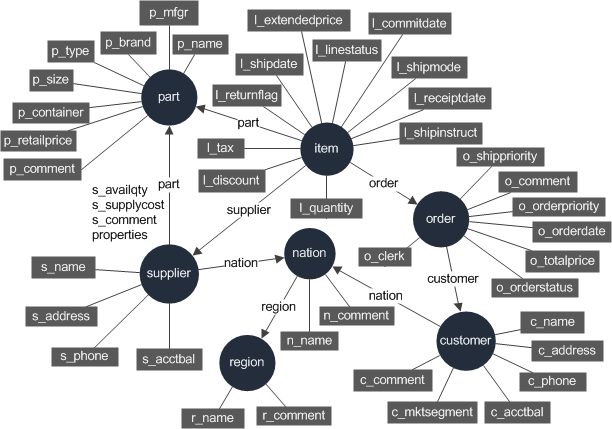 p_mfgr
l_extendedprice
l_commitdate
p_type
p_brand
p_name
l_linestatus
l_shipdate
l_shipmode
p_size
part
l_returnflag
l_receiptdate
p_container
part
l_shipinstruct
p_retailprice
l_tax
item
o_shippriority
p_comment
part
l_discount
order
o_comment
s_availqty
s_supplycost
s_comment
properties
supplier
l_quantity
o_orderpriority
order
o_orderdate
o_clerk
o_totalprice
s_name
supplier
nation
nation
customer
o_orderstatus
s_address
region
n_comment
nation
c_name
s_phone
s_acctbal
n_name
customer
c_address
region
c_comment
c_phone
r_name
r_comment
c_mktsegment
c_acctbal